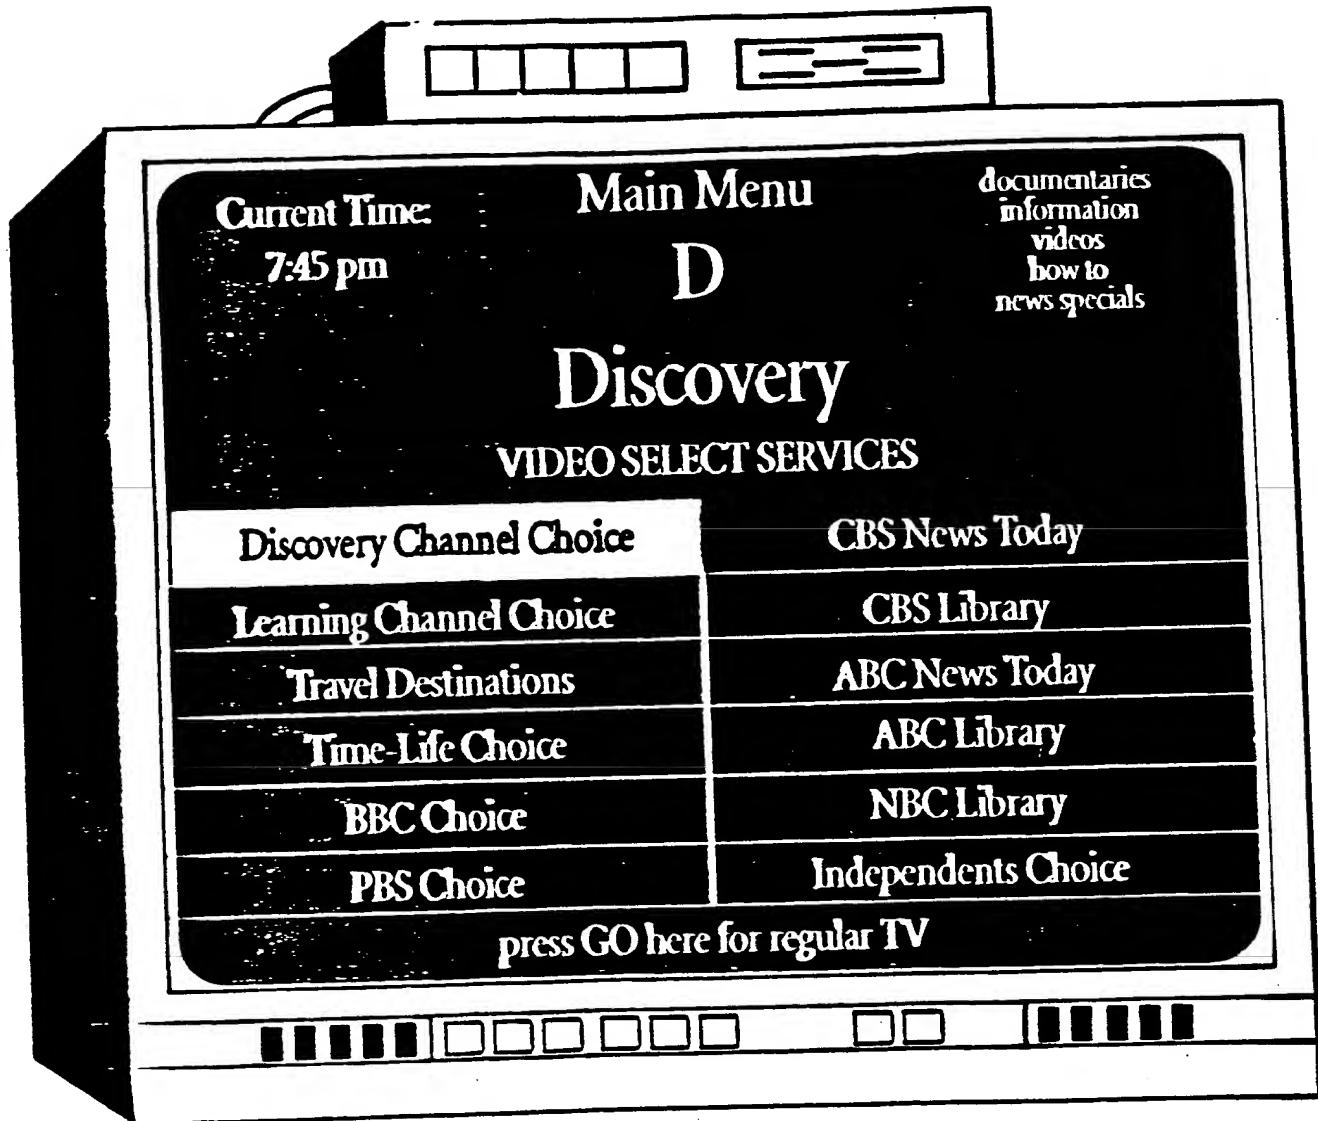 Current Time:
7:45 pm
Main Menu
D
documentaries
information
videos
how to
news specials
Discovery
VIDEO SELECT SERVICES
Discovery Channel Choice
Learning Channel Choice
Travel Destinations
Time-Life Choice
BBC Choice
PBS Choice
CBS News Today
CBS Library
ABC News Today
ABC Library
NBC Library
Independents Choice
press GO here for regular TV